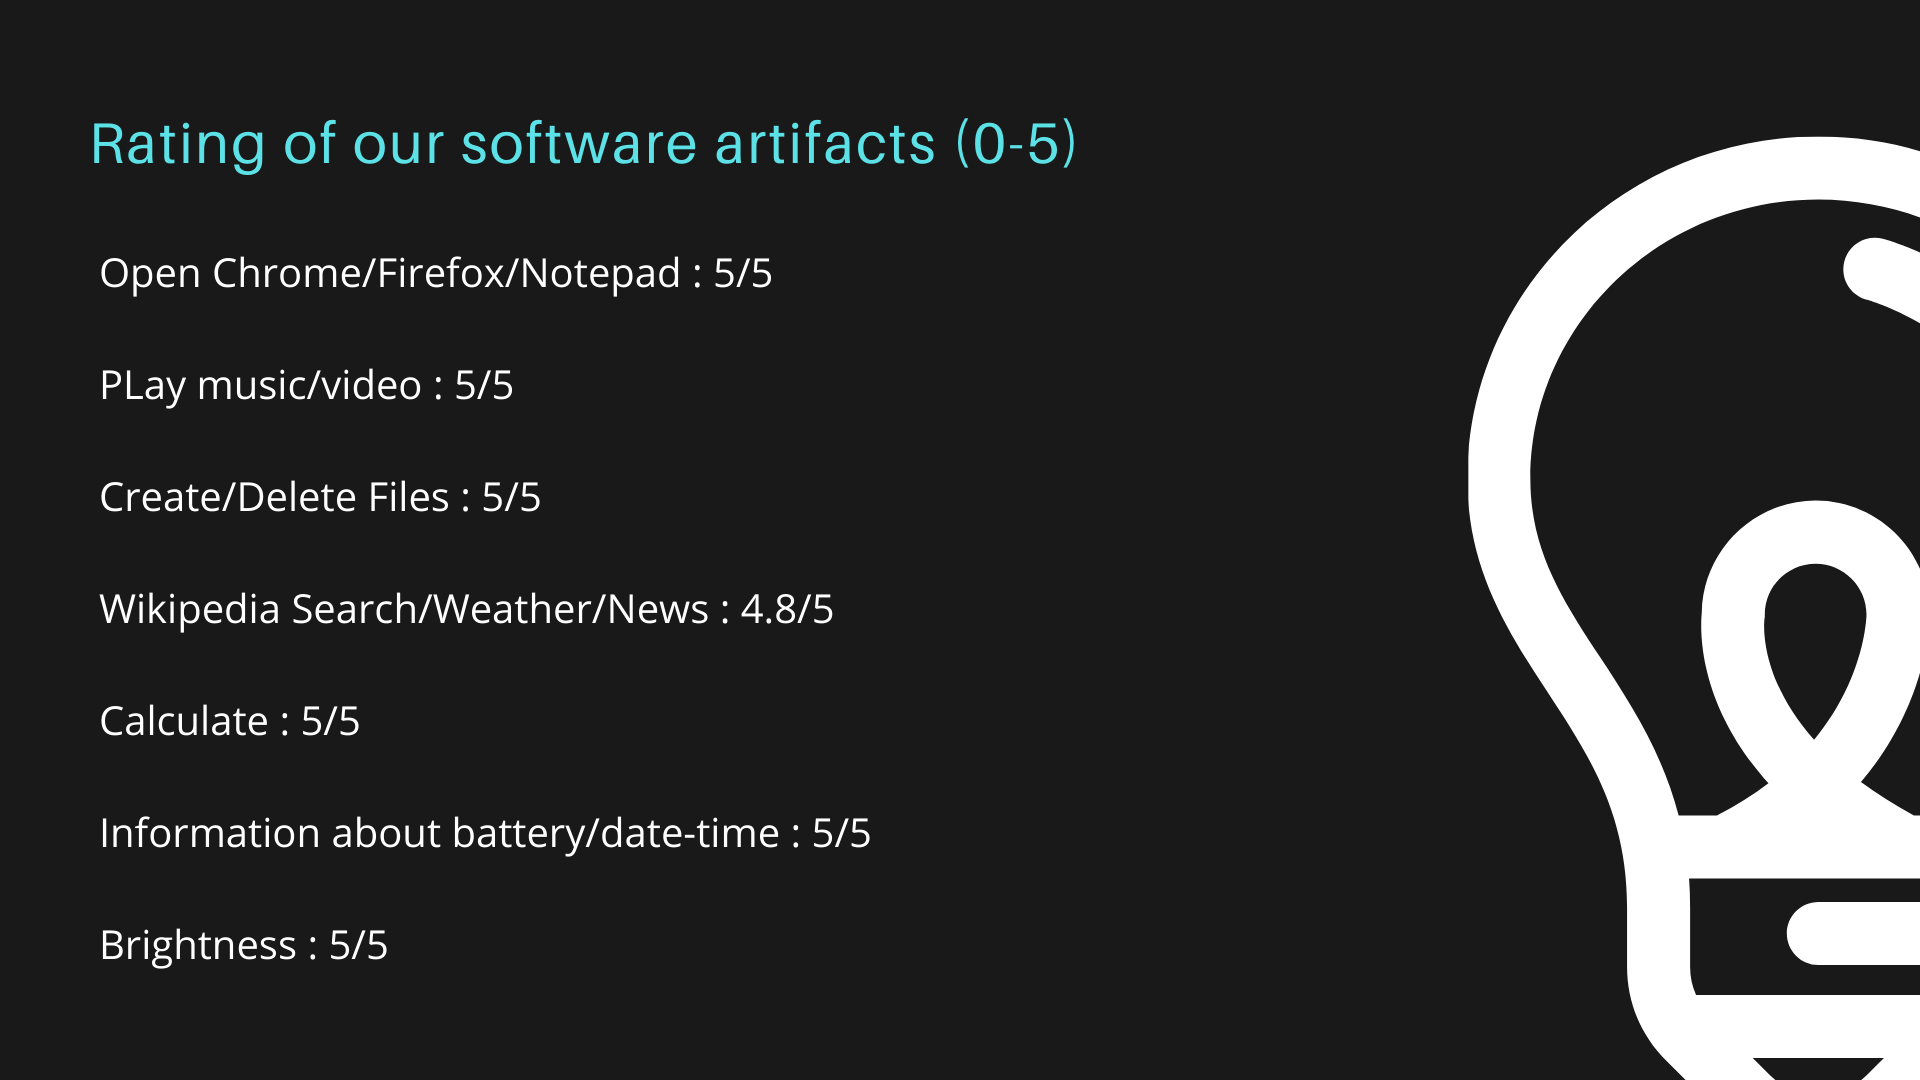 Rating of our software artifacts (0-5)
Open Chrome/Firefox/Notepad : 5/5
PLay music/video : 5/5
Create/Delete Files : 5/5
Wikipedia Search/Weather/News : 4.8/5
Calculate : 5/5
Information about battery/date-time : 5/5
Brightness : 5/5